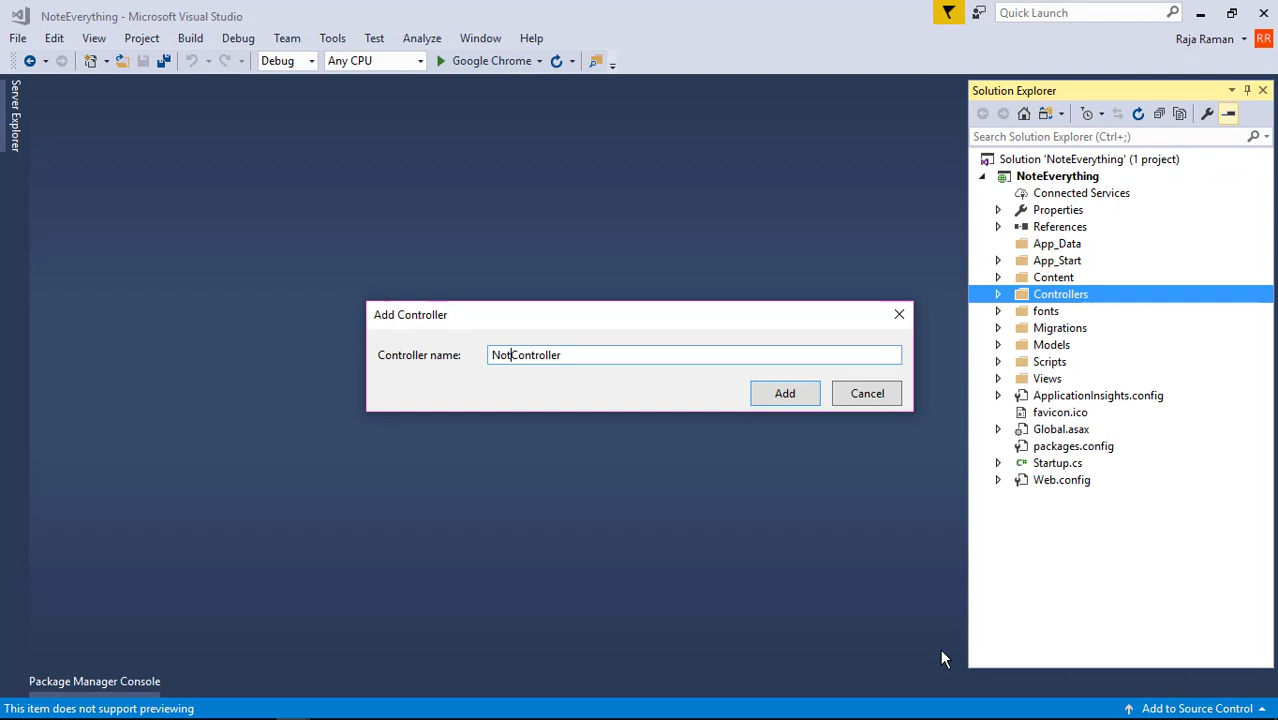 NoteEverything - Microsoft Visual Studio
Quick Launch
File Edit View Project Build Debug Team Tools Test Analyze Window Help
Raja Raman RR
Debug Any CPU Google Chrome
Server Explorer
Solution Explorer
Search Solution Explorer (Ctrl+;)
Solution 'NoteEverything' (1 project)
NoteEverything
Connected Services
Properties
References
App_Data
App_Start
Content
Controllers
fonts
Migrations
Models
Scripts
Views
ApplicationInsights.config
favicon.ico
Global.asax
packages.config
Startup.cs
Web.config
Add Controller
Controller name: NotController
Add Cancel
Package Manager Console
This item does not support previewing
Add to Source Control